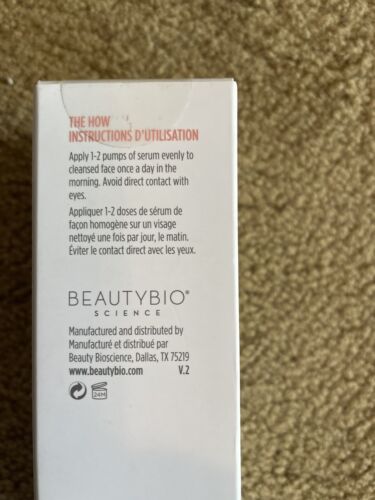 THE HOW
INSTRUCTIONS D'UTILISATION
Apply 1-2 pumps of serum evenly to
cleansed face once a day in the
morning. Avoid direct contact with
eyes.
Appliquer 1-2 doses de sérum de
façon homogène sur un visage
nettoyé une fois par jour, le matin.
Éviter le contact direct avec les yeux.
BEAUTYBIO®
SCIENCE
Manufactured and distributed by
Manufacturé et distribué par
Beauty Bioscience, Dallas, TX 75219
www.beautybio.com V.2
24M